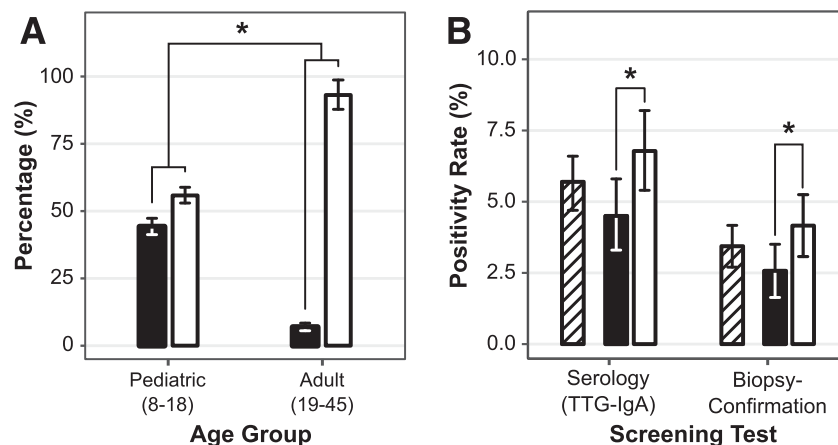 A
*
Percentage (%)
100
75
50
25
0
Pediatric
(8-18)
Adult
(19-45)
Age Group
B
*
*
Positivity Rate (%)
10.0
7.5
5.0
2.5
0.0
Serology
(TTG-IgA)
Biopsy-
Confirmation
Screening Test